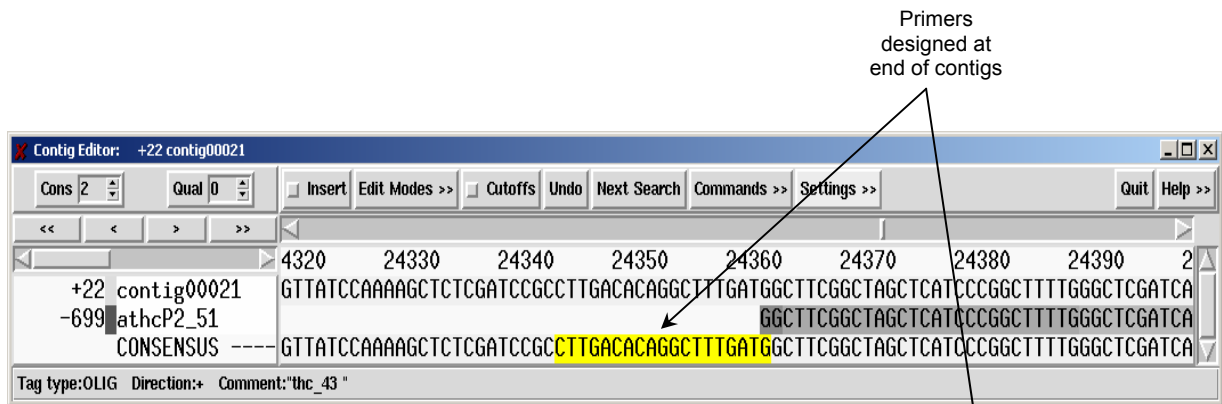 Primers
designed at
end of contigs
Contig Editor: +22 contig00021
Cons 2 Qual 0 Insert Edit Modes >> Cutoffs Undo Next Search Commands >> Settings >> Quit Help >>
<< < > >>
4320 24330 24340 24350 24360 24370 24380 24390 2
+22 contig00021 GTTATCCAAAAGCTCTCGATCCGCCTTGACACAGGCTTTGATGGCTTCGGCTAGCTCATCCCGGCTTTTGGGCTCGATCA
-699 athcP2_51 GGCTTCGGCTAGCTCATCCCGGCTTTTGGGCTCGATCA
CONSENSUS ---- GTTATCCAAAAGCTCTCGATCCGCCTTGACACAGGCTTTGATGGCTTCGGCTAGCTCATCCCGGCTTTTGGGCTCGATCA
Tag type:OLIG Direction:+ Comment:"thc_43 "